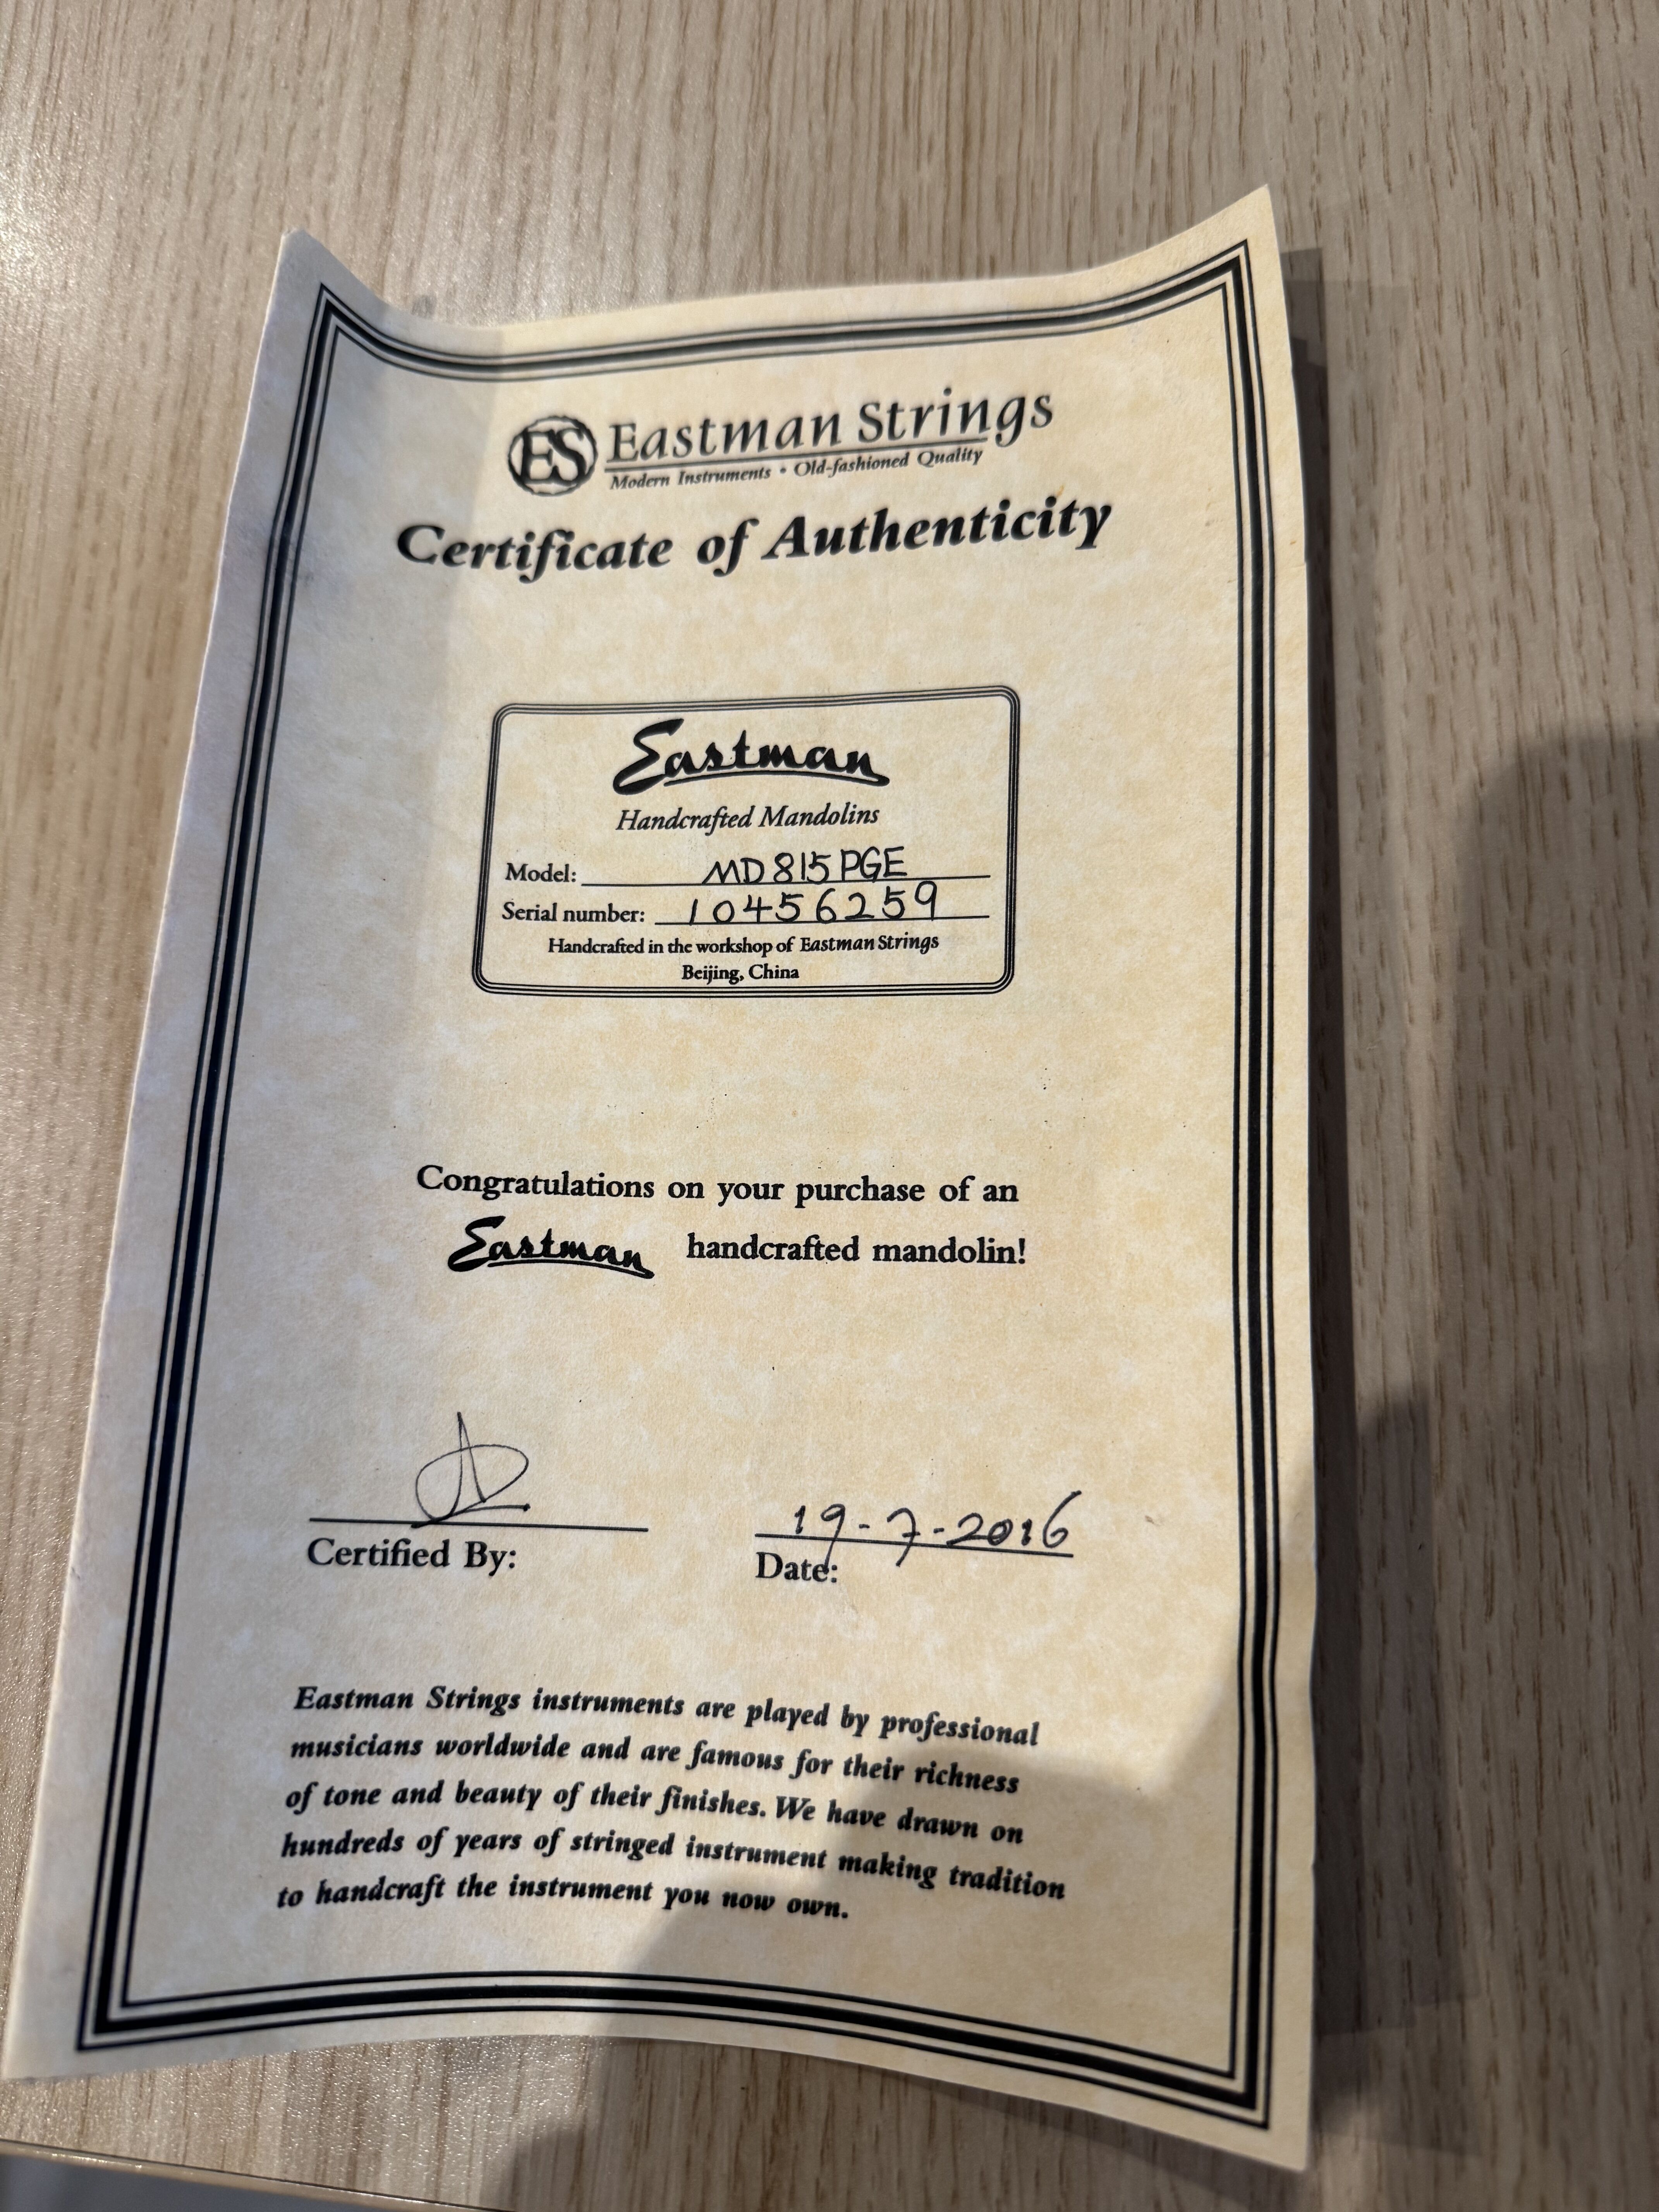 ES Eastman Strings
Modern Instruments • Old-fashioned Quality
Certificate of Authenticity
Eastman
Handcrafted Mandolins
Model: MD815PGE
Serial number: 10456259
Handcrafted in the workshop of Eastman Strings
Beijing, China
Congratulations on your purchase of an
Eastman handcrafted mandolin!
19-7-2016
Certified By: Date:
Eastman Strings instruments are played by professional
musicians worldwide and are famous for their richness
of tone and beauty of their finishes. We have drawn on
hundreds of years of stringed instrument making tradition
to handcraft the instrument you now own.